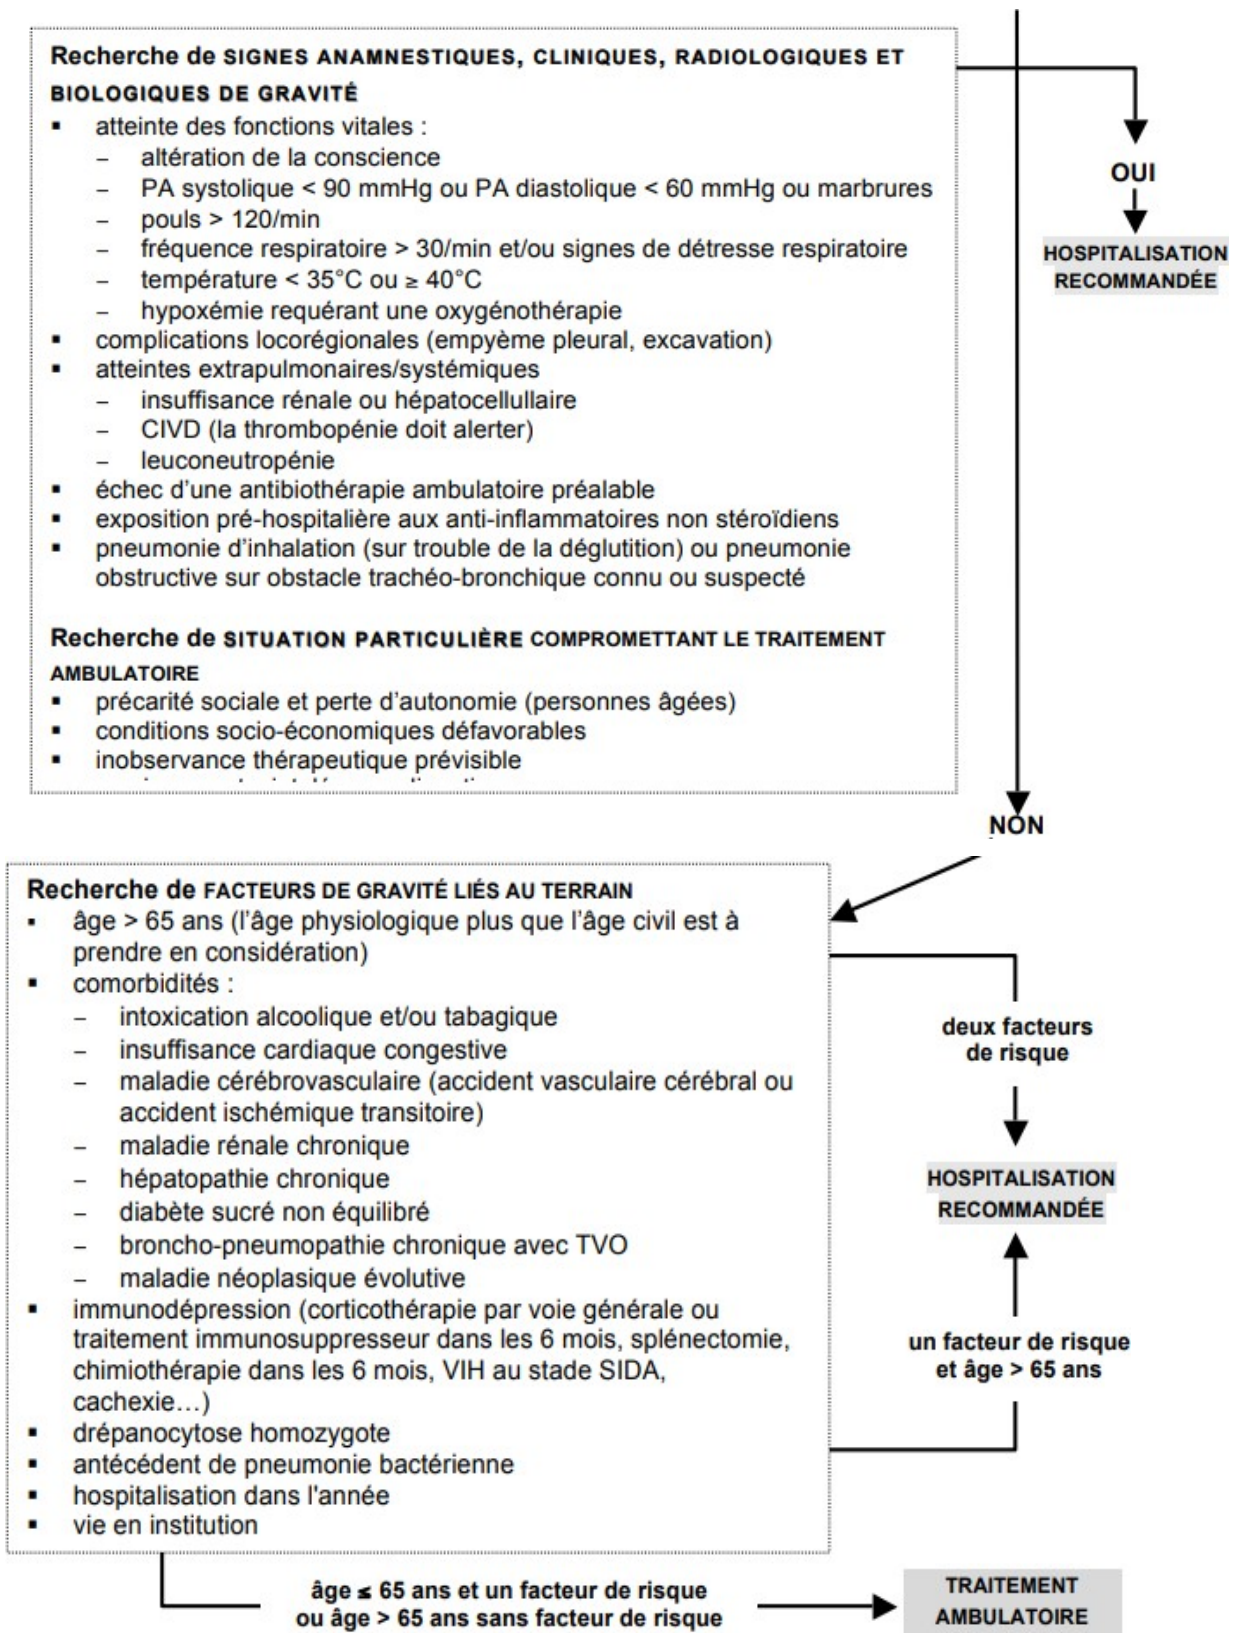 Recherche de SIGNES ANAMNESTIQUES, CLINIQUES, RADIOLOGIQUES ET
BIOLOGIQUES DE GRAVITÉ
▪ atteinte des fonctions vitales :
– altération de la conscience
– PA systolique < 90 mmHg ou PA diastolique < 60 mmHg ou marbrures
– pouls > 120/min
– fréquence respiratoire > 30/min et/ou signes de détresse respiratoire
– température < 35°C ou ≥ 40°C
– hypoxémie requérant une oxygénothérapie
▪ complications locorégionales (empyème pleural, excavation)
▪ atteintes extrapulmonaires/systémiques
– insuffisance rénale ou hépatocellullaire
– CIVD (la thrombopénie doit alerter)
– leuconeutropénie
▪ échec d'une antibiothérapie ambulatoire préalable
▪ exposition pré-hospitalière aux anti-inflammatoires non stéroïdiens
▪ pneumonie d'inhalation (sur trouble de la déglutition) ou pneumonie
obstructive sur obstacle trachéo-bronchique connu ou suspecté
Recherche de SITUATION PARTICULIÈRE COMPROMETTANT LE TRAITEMENT
AMBULATOIRE
▪ précarité sociale et perte d'autonomie (personnes âgées)
▪ conditions socio-économiques défavorables
▪ inobservance thérapeutique prévisible
OUI
HOSPITALISATION
RECOMMANDÉE
NON
Recherche de FACTEURS DE GRAVITÉ LIÉS AU TERRAIN
▪ âge > 65 ans (l'âge physiologique plus que l'âge civil est à
prendre en considération)
▪ comorbidités :
– intoxication alcoolique et/ou tabagique
– insuffisance cardiaque congestive
– maladie cérébrovasculaire (accident vasculaire cérébral ou
accident ischémique transitoire)
– maladie rénale chronique
– hépatopathie chronique
– diabète sucré non équilibré
– broncho-pneumopathie chronique avec TVO
– maladie néoplasique évolutive
▪ immunodépression (corticothérapie par voie générale ou
traitement immunosuppresseur dans les 6 mois, splénectomie,
chimiothérapie dans les 6 mois, VIH au stade SIDA,
cachexie…)
▪ drépanocytose homozygote
▪ antécédent de pneumonie bactérienne
▪ hospitalisation dans l'année
▪ vie en institution
deux facteurs
de risque
HOSPITALISATION
RECOMMANDÉE
un facteur de risque
et âge > 65 ans
âge ≤ 65 ans et un facteur de risque
ou âge > 65 ans sans facteur de risque
TRAITEMENT
AMBULATOIRE